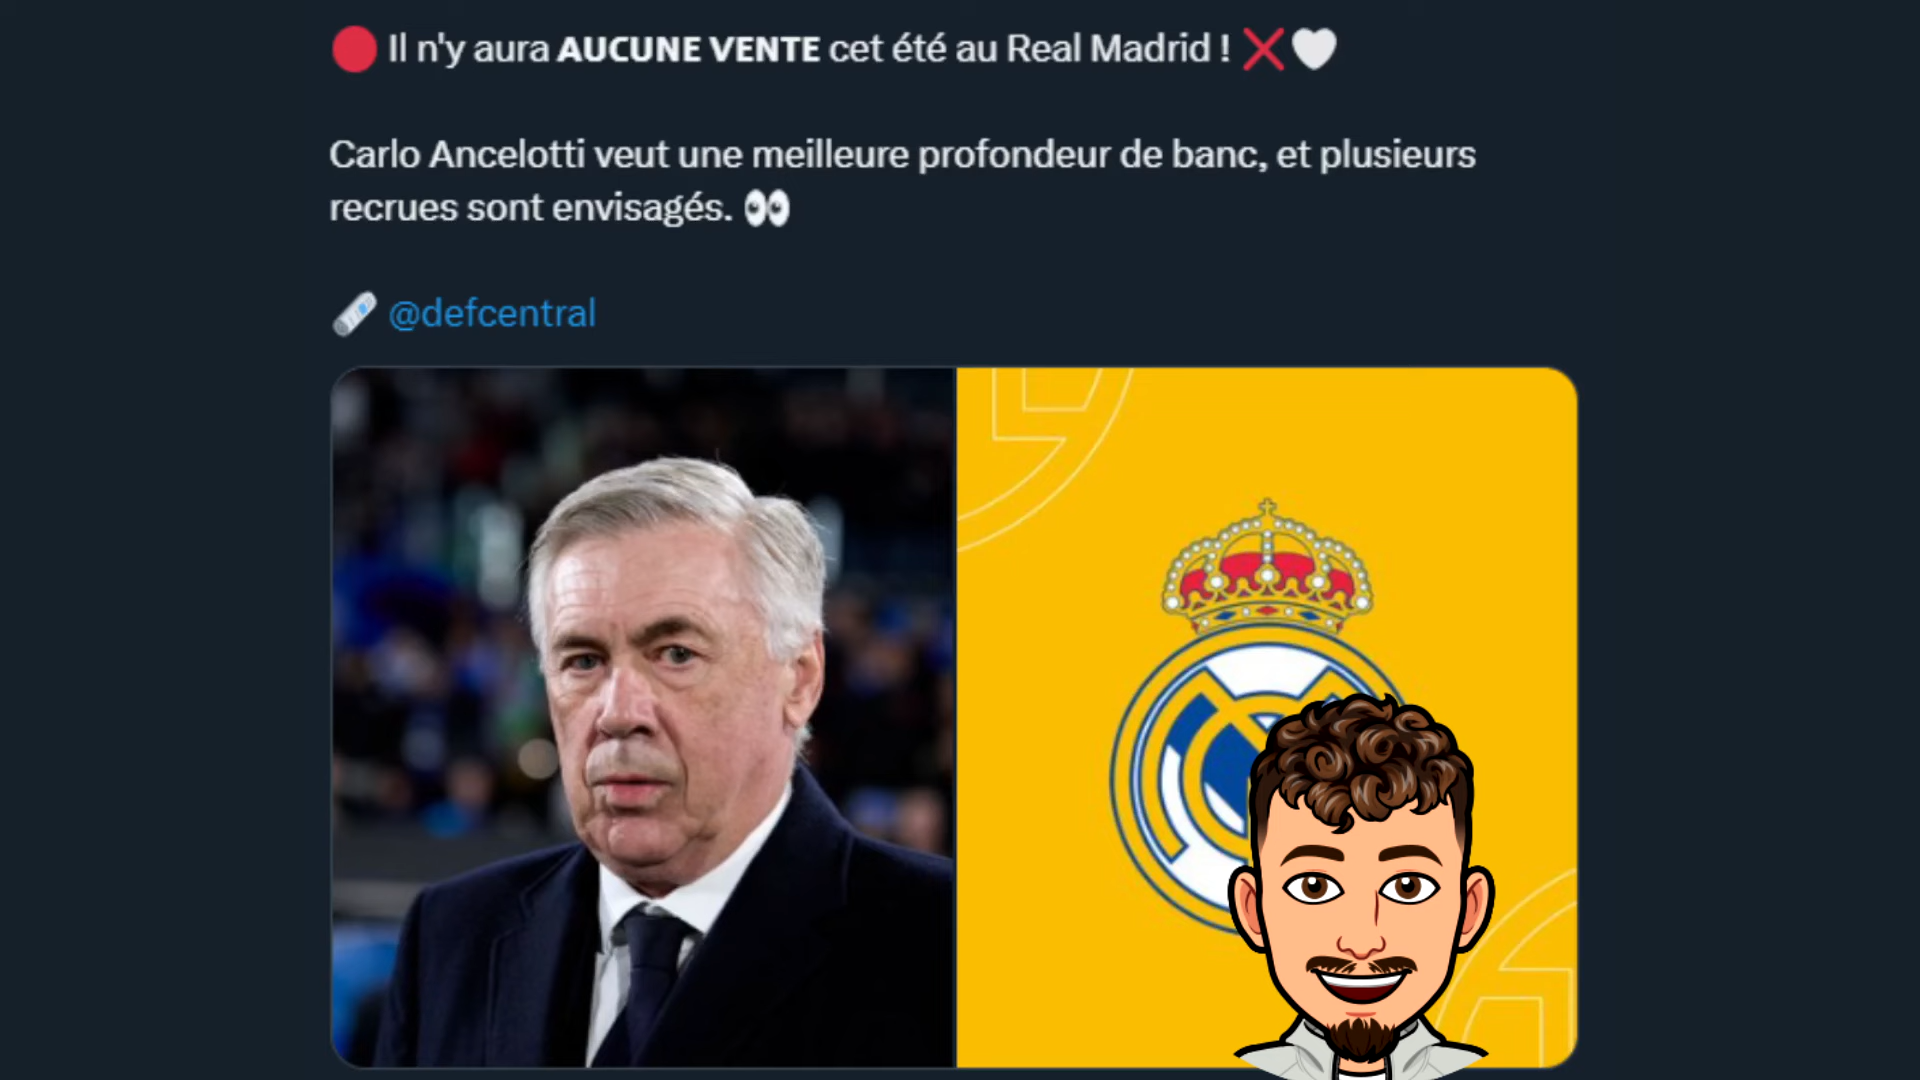 🔴 Il n'y aura AUCUNE VENTE cet été au Real Madrid ! ❌🤍
Carlo Ancelotti veut une meilleure profondeur de banc, et plusieurs
recrues sont envisagés. 👀
🗞️ @defcentral